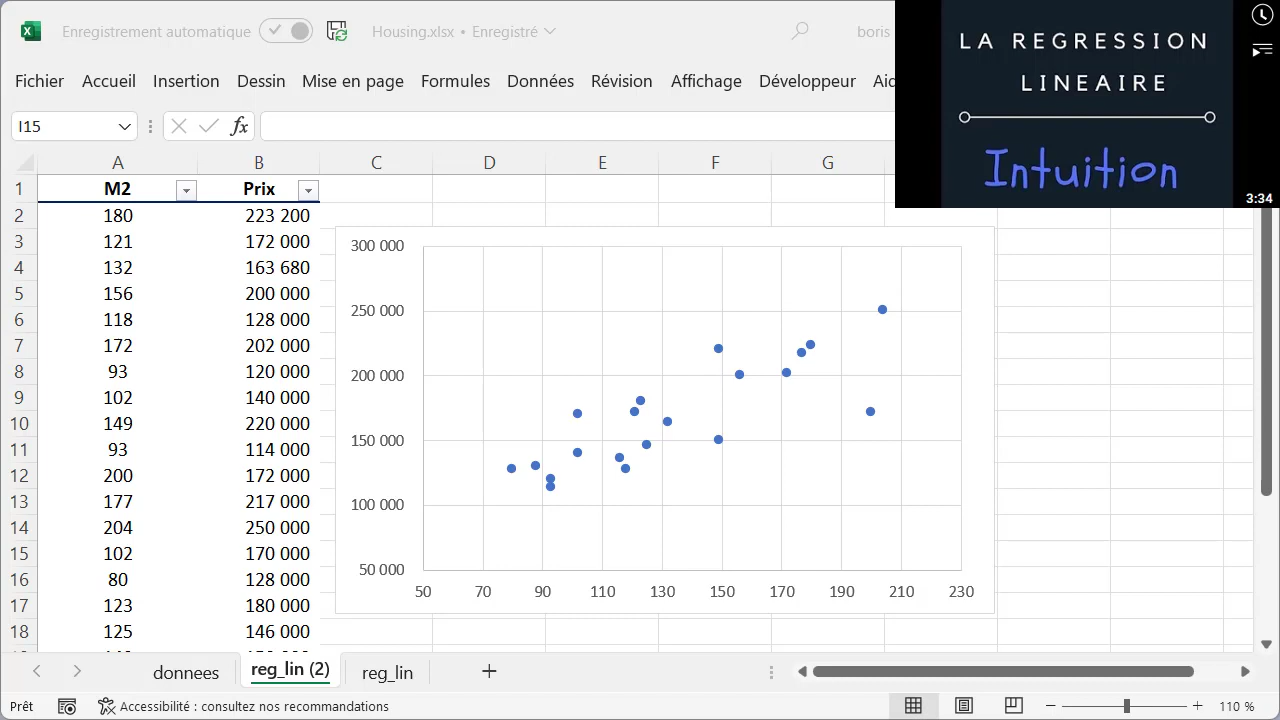 Enregistrement automatique
Housing.xlsx • Enregistré
boris
Fichier Accueil Insertion Dessin Mise en page Formules Données Révision Affichage Développeur Aid
LA REGRESSION
LINEAIRE
Intuition
3:34
I15
fx
A B C D E F G
1 M2 Prix
2 180 223 200
3 121 172 000
4 132 163 680
5 156 200 000
6 118 128 000
7 172 202 000
8 93 120 000
9 102 140 000
10 149 220 000
11 93 114 000
12 200 172 000
13 177 217 000
14 204 250 000
15 102 170 000
16 80 128 000
17 123 180 000
18 125 146 000
300 000
250 000
200 000
150 000
100 000
50 000
50 70 90 110 130 150 170 190 210 230
donnees reg_lin (2) reg_lin
Prêt
Accessibilité : consultez nos recommandations
110 %